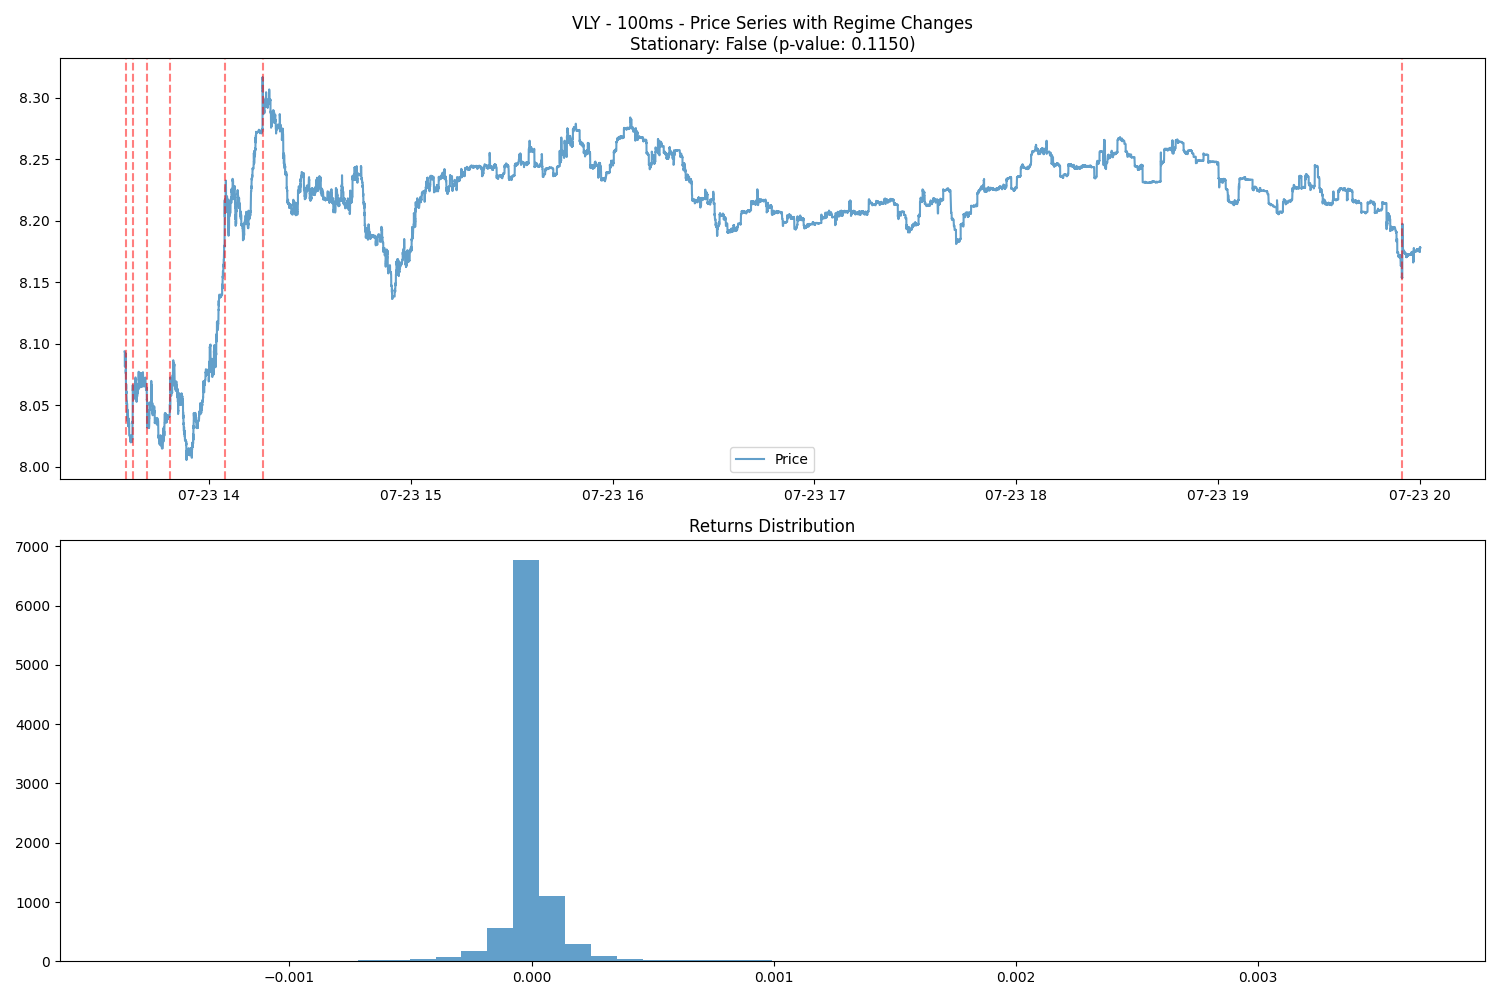 VLY - 100ms - Price Series with Regime Changes
Stationary: False (p-value: 0.1150)
8.30
8.25
8.20
8.15
8.10
8.05
8.00
Price
07-23 14 07-23 15 07-23 16 07-23 17 07-23 18 07-23 19 07-23 20
Returns Distribution
7000
6000
5000
4000
3000
2000
1000
0
−0.001 0.000 0.001 0.002 0.003